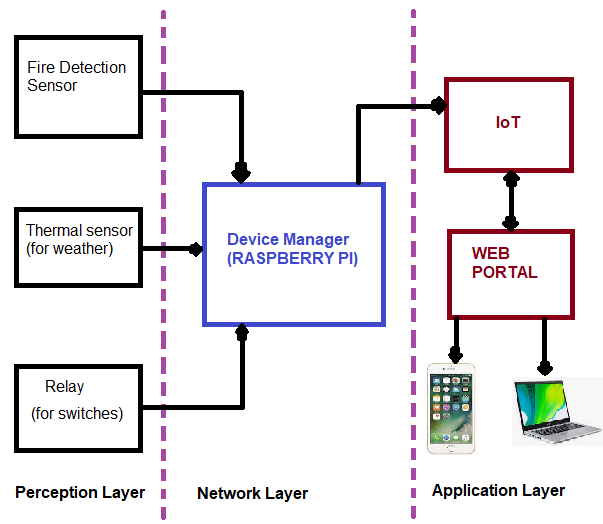 Fire Detection
Sensor
Thermal sensor
(for weather)
Relay
(for switches)
Device Manager
(RASPBERRY PI)
IoT
WEB
PORTAL
Perception Layer
Network Layer
Application Layer